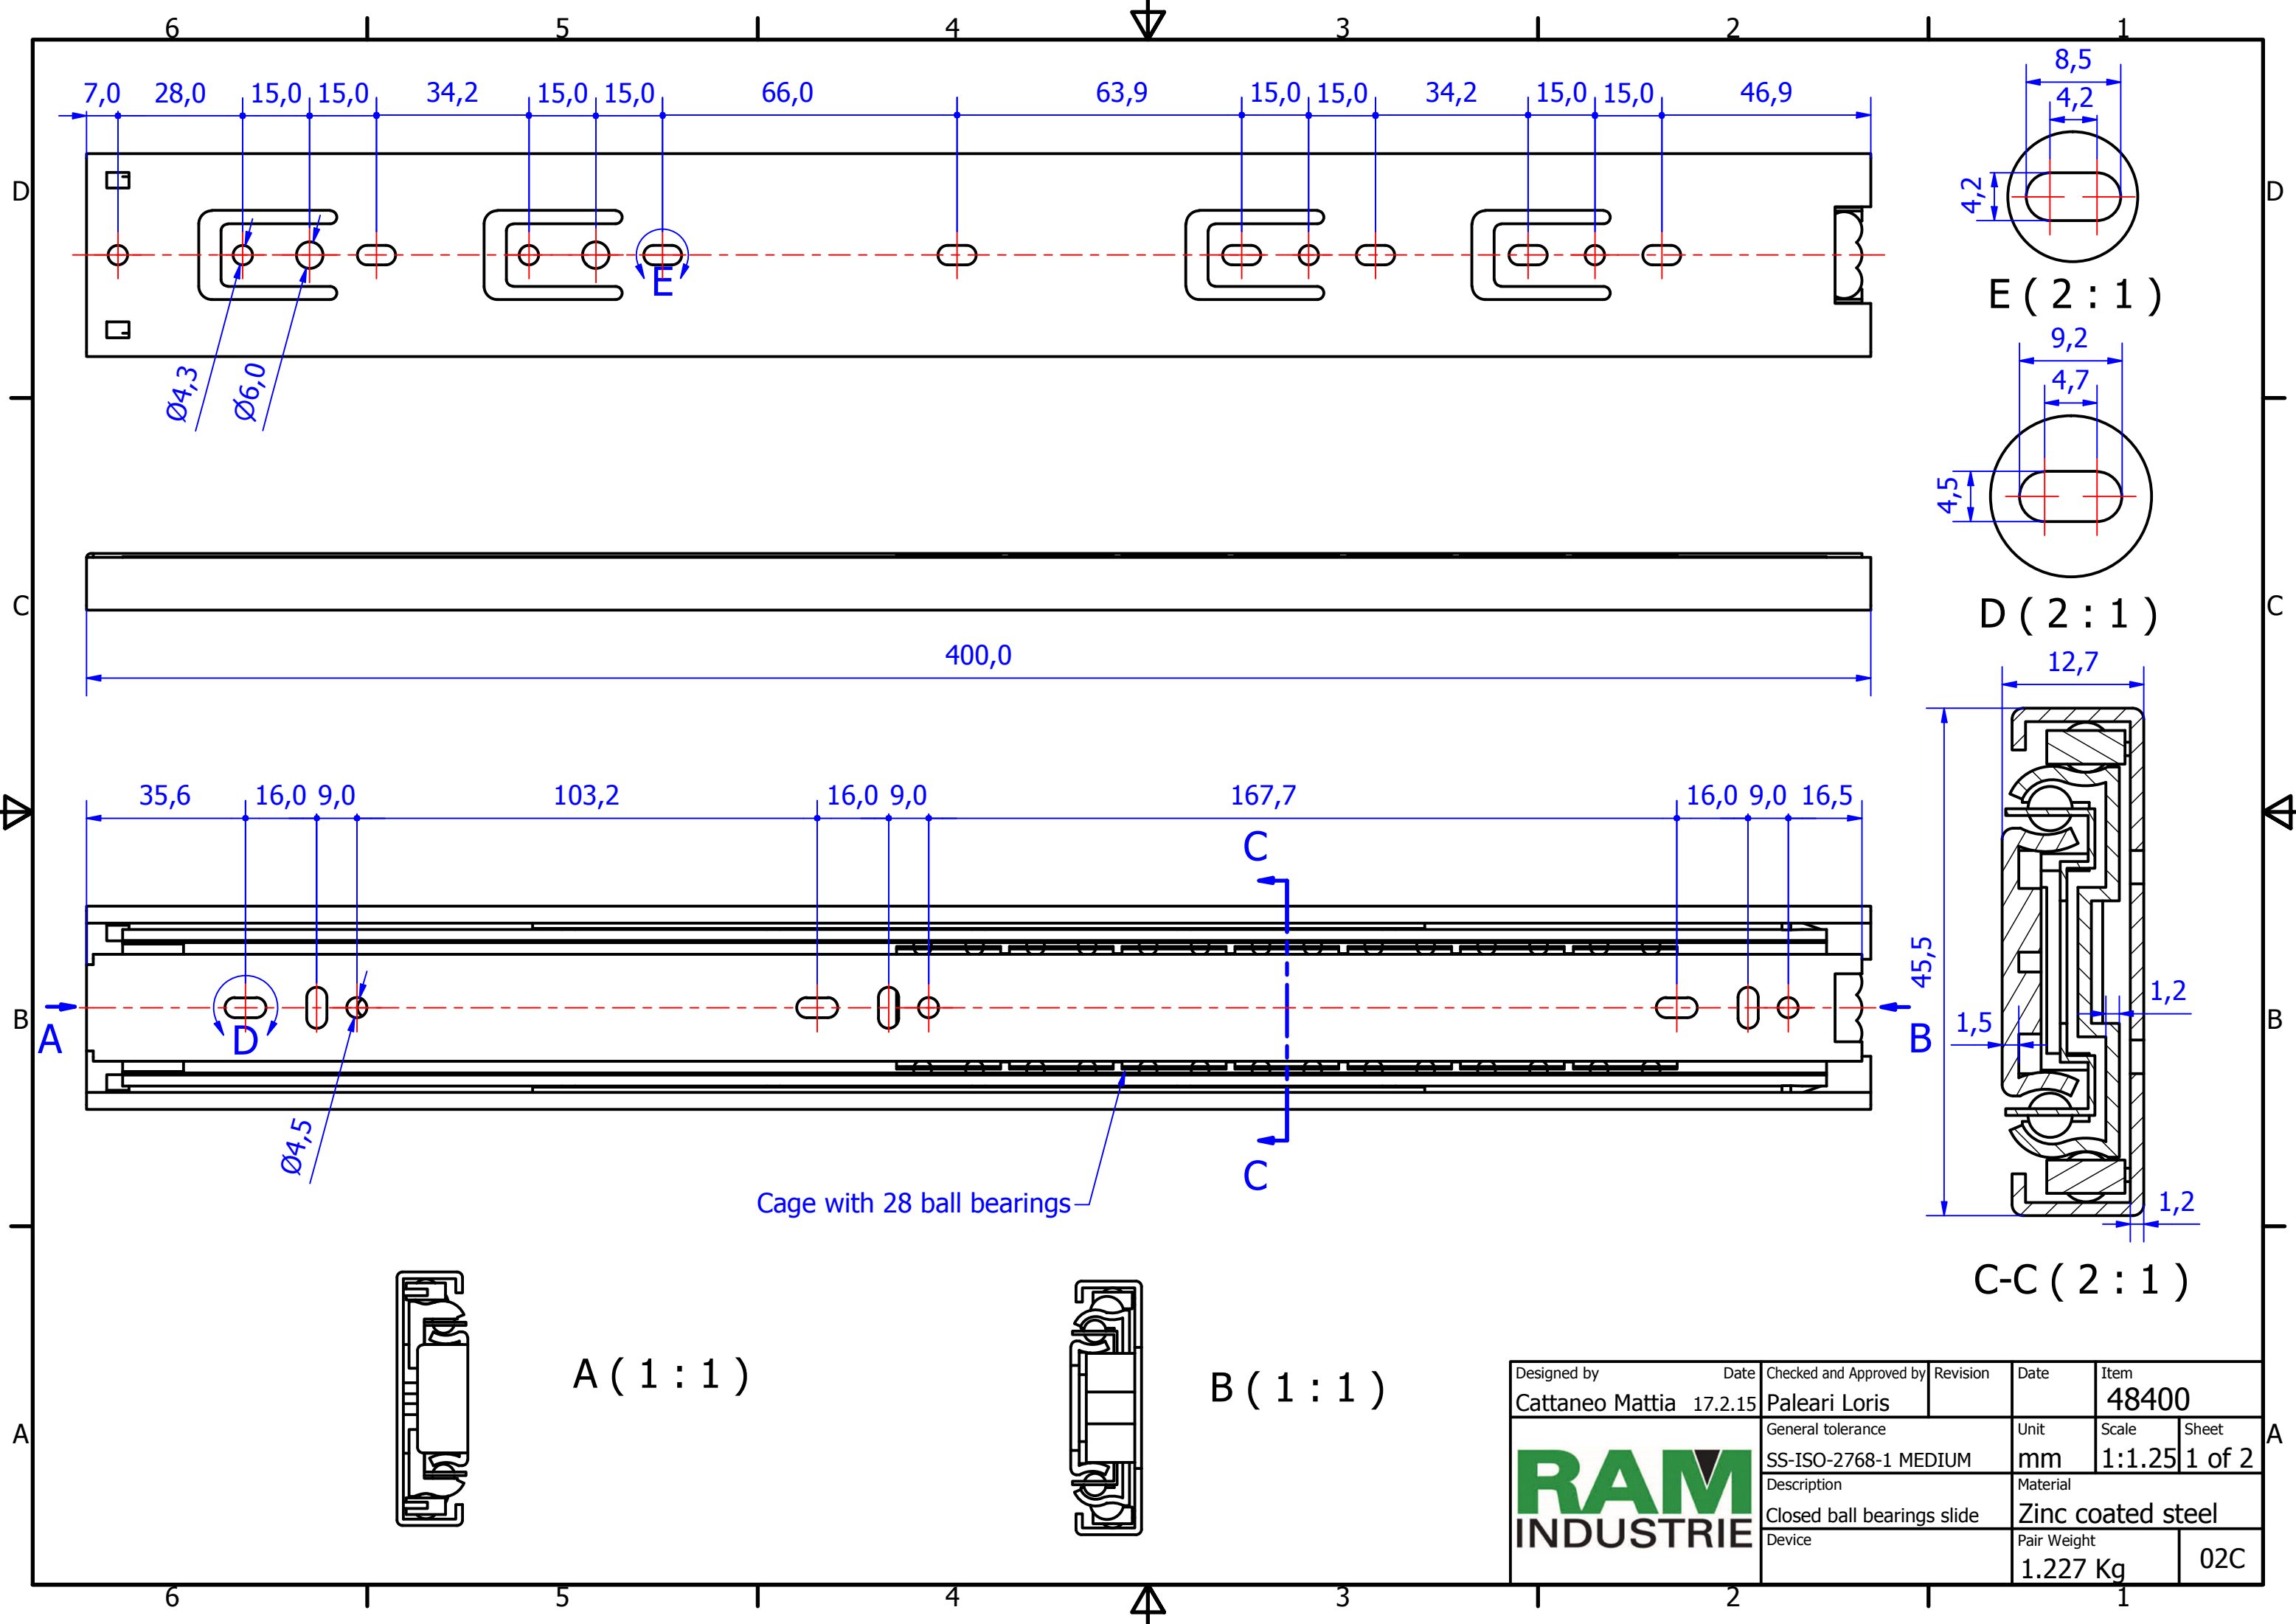 6 5 4 3 2 1
7,0 28,0 15,0 15,0 34,2 15,0 15,0 66,0 63,9 15,0 15,0 34,2 15,0 15,0 46,9
8,5
4,2
4,2
D D
E
E ( 2 : 1 )
Ø4,3 Ø6,0
9,2
4,7
4,5
D ( 2 : 1 )
C C
400,0
12,7
35,6 16,0 9,0 103,2 16,0 9,0 167,7 16,0 9,0 16,5
C
45,5
1,2
1,5
B B
A D B
Ø4,5
C
Cage with 28 ball bearings
1,2
C-C ( 2 : 1 )
A ( 1 : 1 )
B ( 1 : 1 )
A A
Designed by Date Checked and Approved by Revision Date Item
Cattaneo Mattia 17.2.15 Paleari Loris 48400
General tolerance Unit Scale Sheet
SS-ISO-2768-1 MEDIUM mm 1:1.25 1 of 2
RAM
INDUSTRIE
Description Material
Closed ball bearings slide Zinc coated steel
Device Pair Weight
1.227 Kg 02C
6 5 4 3 2 1